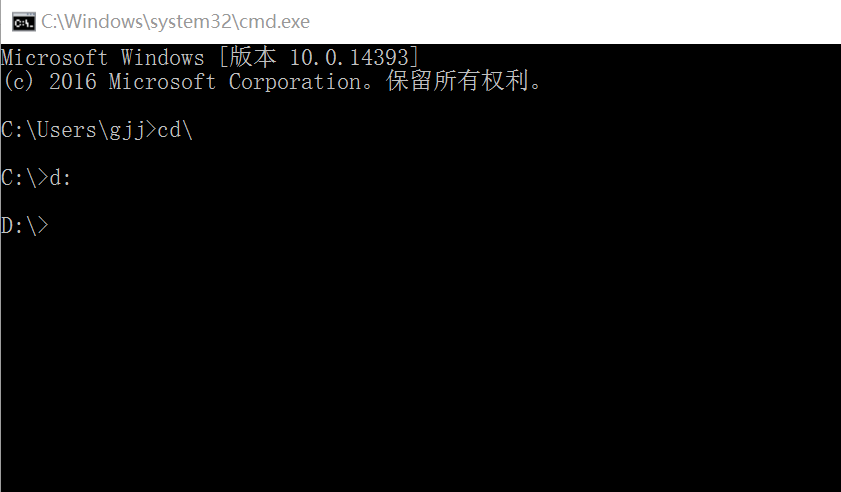 C:\Windows\system32\cmd.exe
Microsoft Windows [版本 10.0.14393]
(c) 2016 Microsoft Corporation。保留所有权利。
C:\Users\gjj>cd\
C:\>d:
D:\>